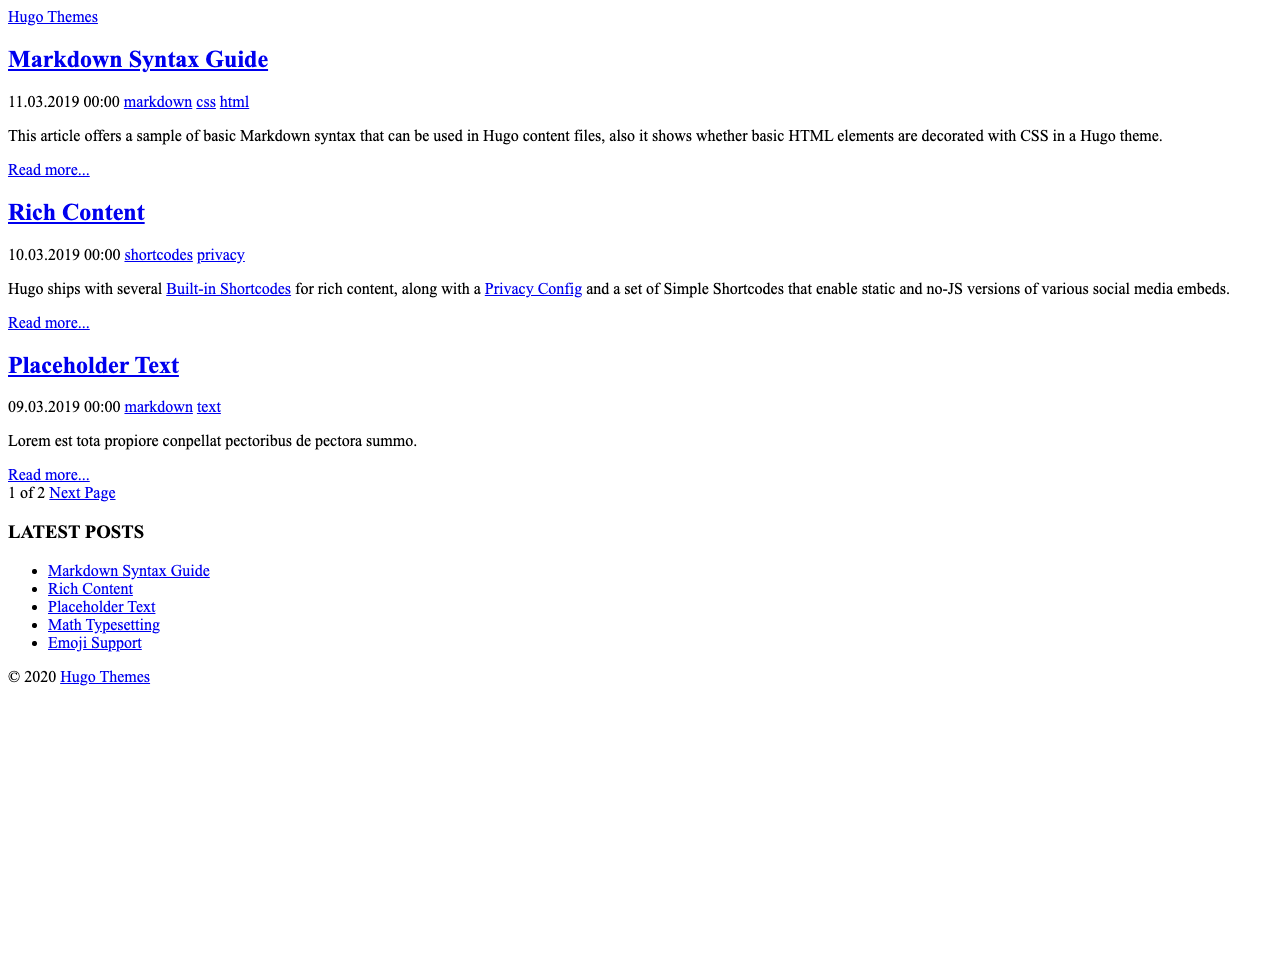 Hugo Themes
Markdown Syntax Guide
11.03.2019 00:00 markdown css html
This article offers a sample of basic Markdown syntax that can be used in Hugo content files, also it shows whether basic HTML elements are decorated with CSS in a Hugo theme.
Read more...
Rich Content
10.03.2019 00:00 shortcodes privacy
Hugo ships with several Built-in Shortcodes for rich content, along with a Privacy Config and a set of Simple Shortcodes that enable static and no-JS versions of various social media embeds.
Read more...
Placeholder Text
09.03.2019 00:00 markdown text
Lorem est tota propiore conpellat pectoribus de pectora summo.
Read more...
1 of 2 Next Page
LATEST POSTS
Markdown Syntax Guide
Rich Content
Placeholder Text
Math Typesetting
Emoji Support
© 2020 Hugo Themes